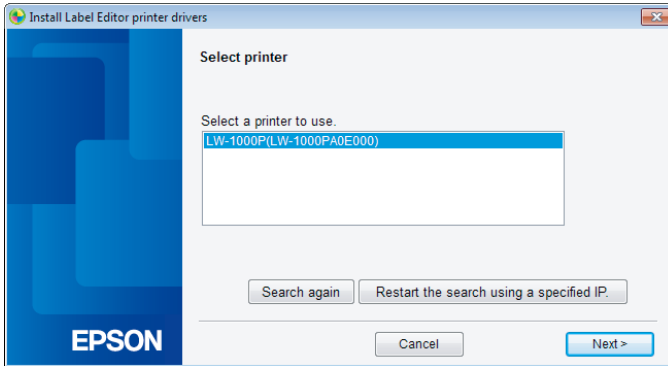 Install Label Editor printer drivers
Select printer
Select a printer to use.
LW-1000P(LW-1000PA0E000)
Search again
Restart the search using a specified IP.
EPSON
Cancel
Next >